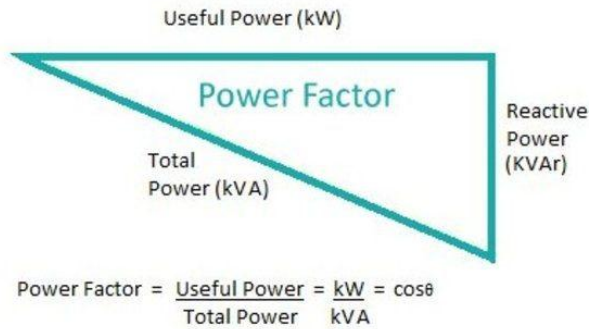 Useful Power (kW)
Power Factor
Reactive
Power
(KVAr)
Total
Power (kVA)
Power Factor = Useful Power = kW = cosθ
Total Power kVA